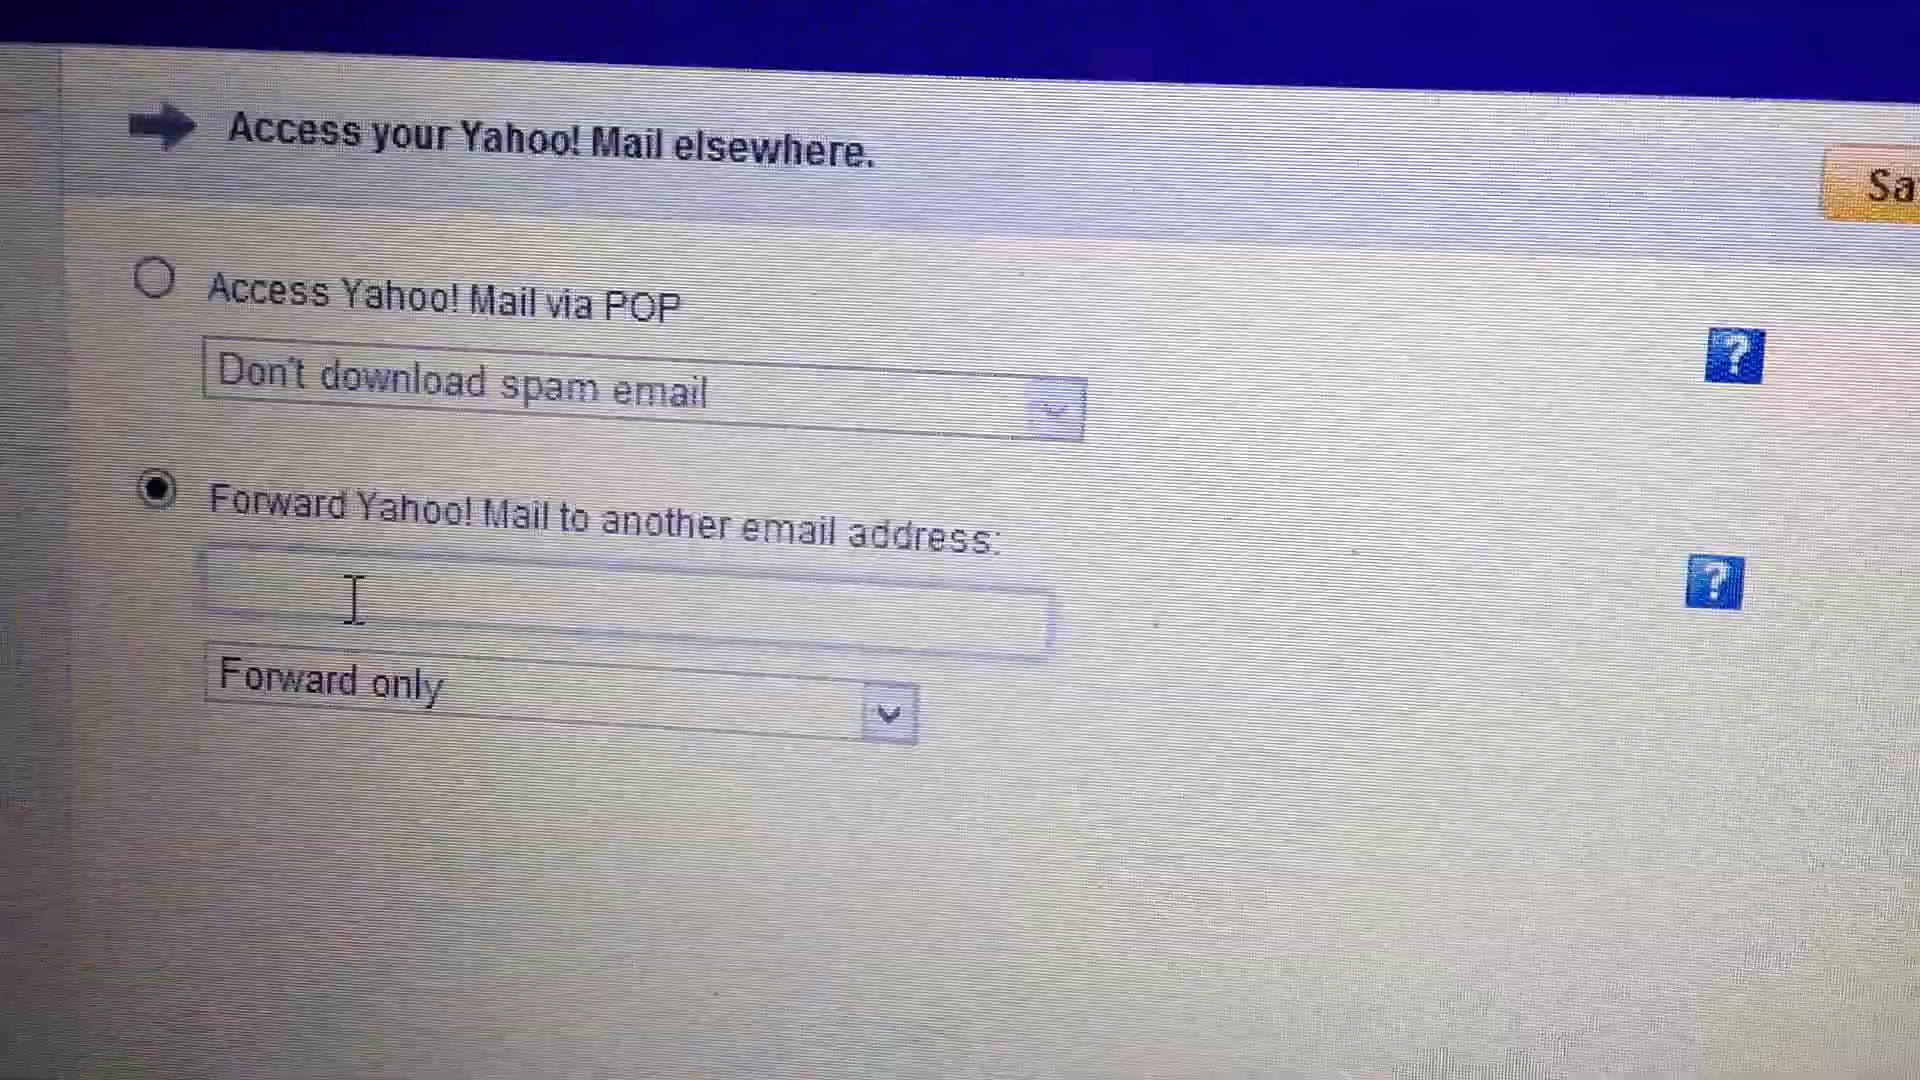 Access your Yahoo! Mail elsewhere.
Access Yahoo! Mail via POP
?
Don't download spam email
Forward Yahoo! Mail to another email address:
?
Forward only